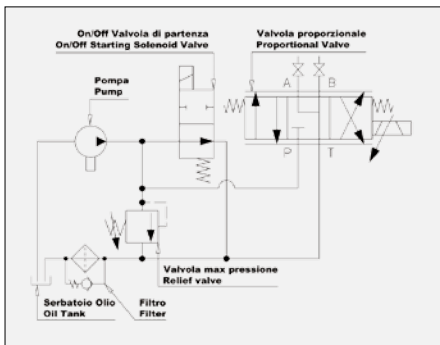 On/Off Valvola di partenza
On/Off Starting Solenoid Valve
Valvola proporzionale
Proportional Valve
Pompa
Pump
A
B
P
T
Valvola max pressione
Relief valve
Serbatoio Olio
Oil Tank
Filtro
Filter